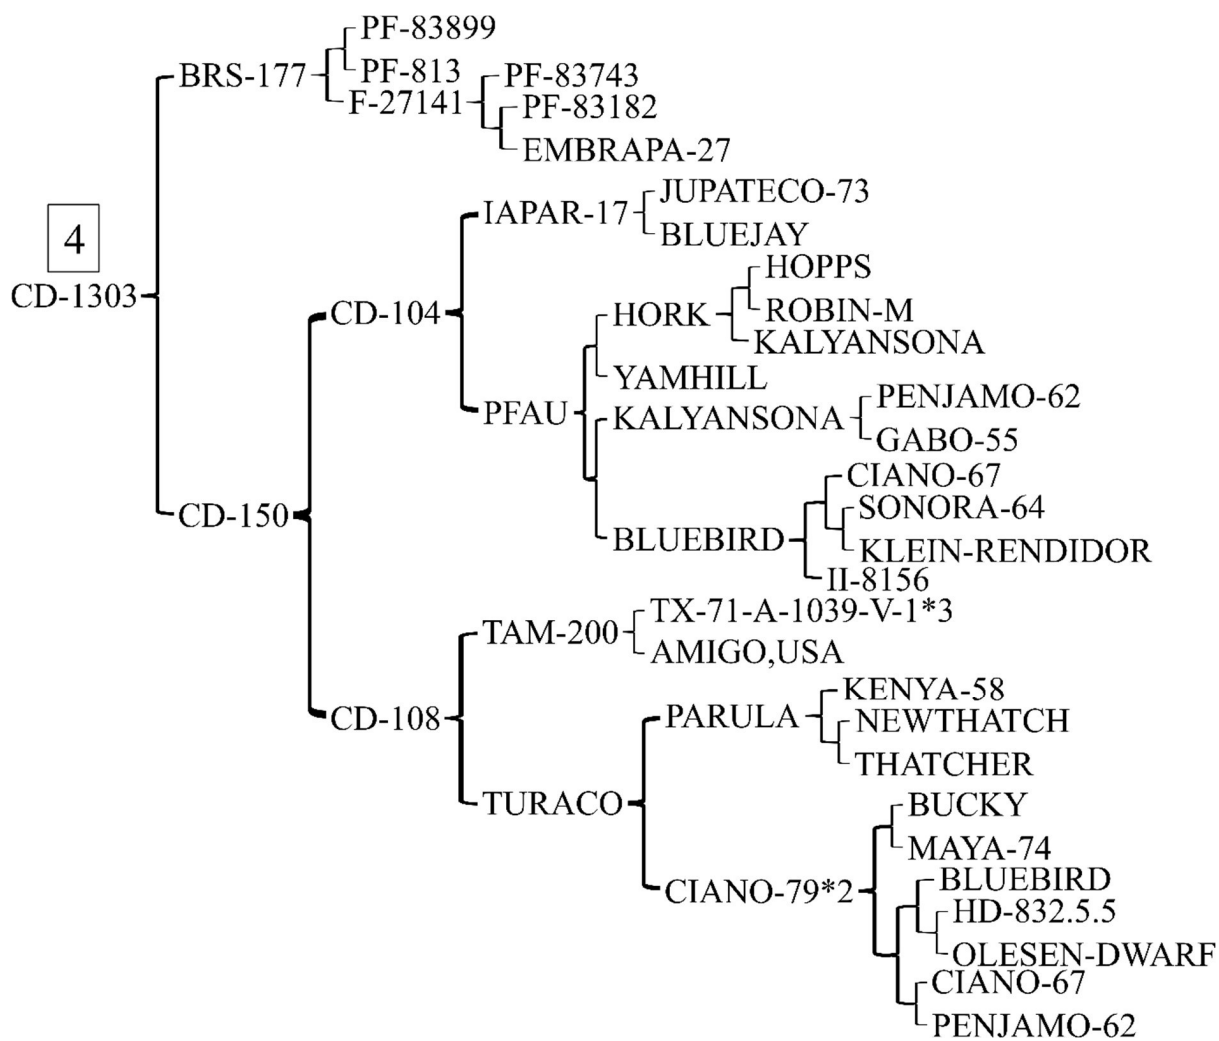 PF-83899
BRS-177
PF-813
PF-83743
F-27141
PF-83182
EMBRAPA-27
JUPATECO-73
IAPAR-17
BLUEJAY
4
HOPPS
CD-1303
CD-104
HORK
ROBIN-M
KALYANSONA
YAMHILL
PFAU
PENJAMO-62
KALYANSONA
GABO-55
CIANO-67
CD-150
SONORA-64
BLUEBIRD
KLEIN-RENDIDOR
II-8156
TX-71-A-1039-V-1*3
TAM-200
AMIGO,USA
KENYA-58
CD-108
PARULA
NEWTHATCH
THATCHER
TURACO
BUCKY
MAYA-74
CIANO-79*2
BLUEBIRD
HD-832.5.5
OLESEN-DWARF
CIANO-67
PENJAMO-62